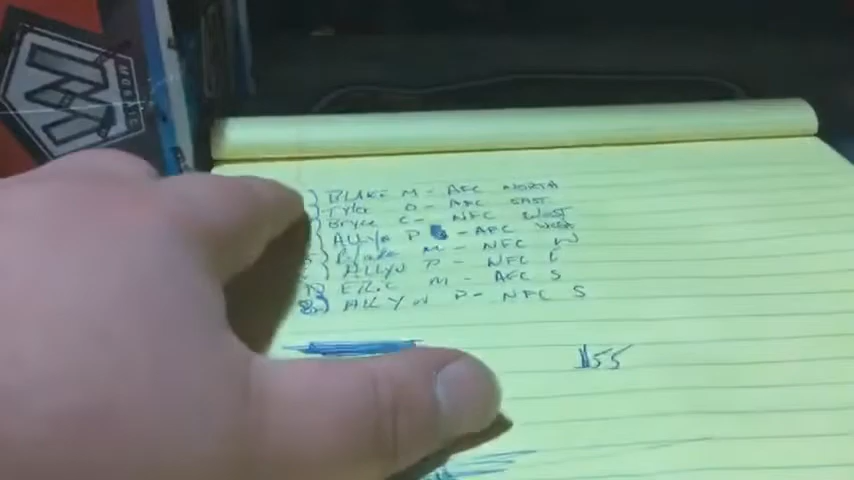 MOSAIC
BLAKE M - AFC NORTH
Tyler D - AFC EAST
Bryce C - NFC West
ALLYN P - AFC WEST
Blake M - NFC W
ALLYN P - NFC E
ERIC M - AFC S
ALLYN P - NFC S
$55